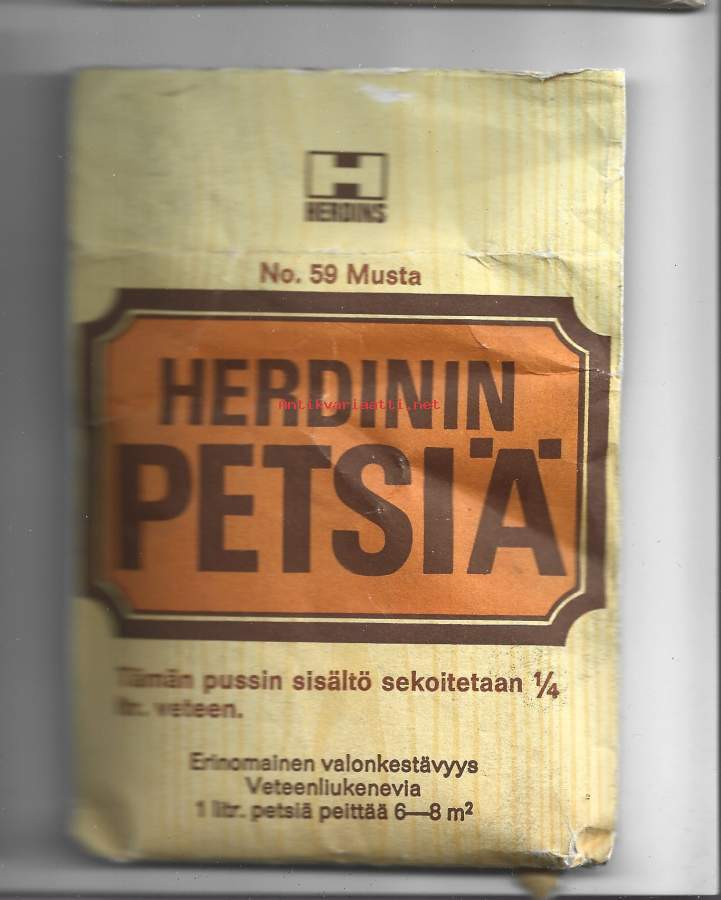 H
HERDINS
No. 59 Musta
HERDININ
Antikvariaatti.net
PETSIÄ
Tämän pussin sisältö sekoitetaan ¼
ltr. veteen.
Erinomainen valonkestävyys
Veteenliukenevia
1 litr. petsiä peittää 6—8 m²